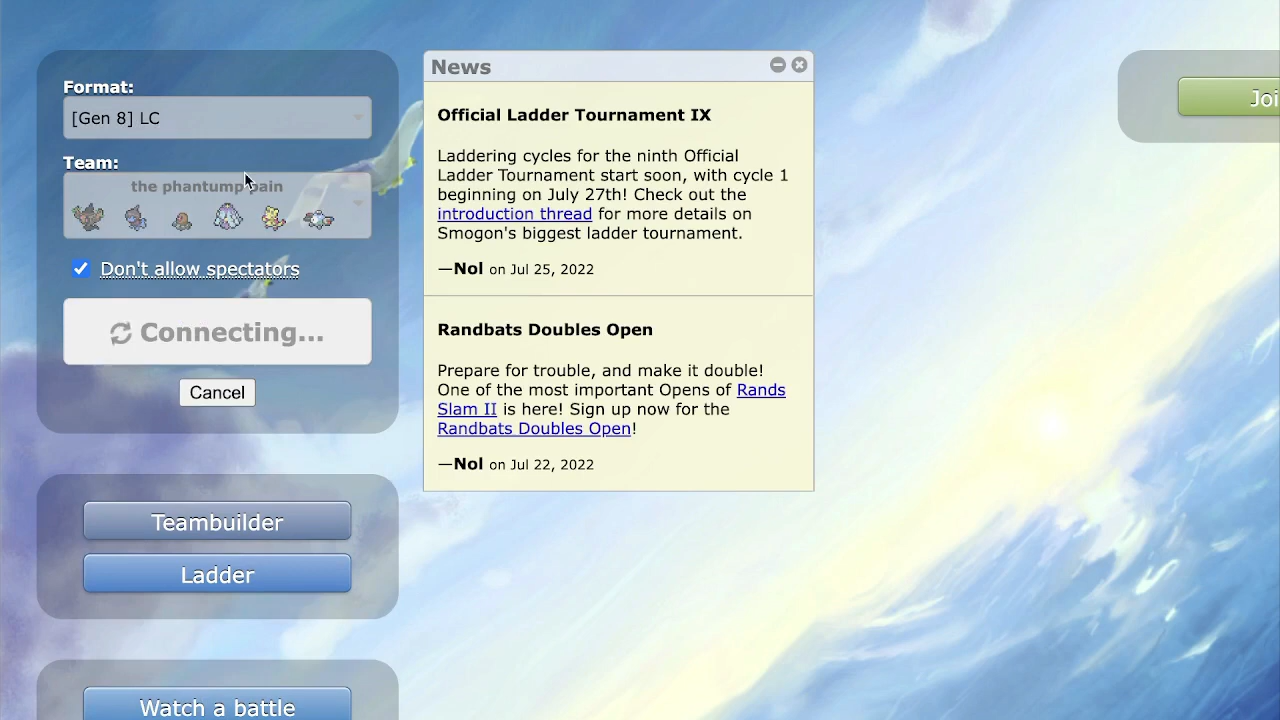 Format:
[Gen 8] LC
Team:
the phantump pain
Don't allow spectators
Connecting...
Cancel
Teambuilder
Ladder
Watch a battle
News
Official Ladder Tournament IX
Laddering cycles for the ninth Official
Ladder Tournament start soon, with cycle 1
beginning on July 27th! Check out the
introduction thread for more details on
Smogon's biggest ladder tournament.
—Nol on Jul 25, 2022
Randbats Doubles Open
Prepare for trouble, and make it double!
One of the most important Opens of Rands
Slam II is here! Sign up now for the
Randbats Doubles Open!
—Nol on Jul 22, 2022
Joi